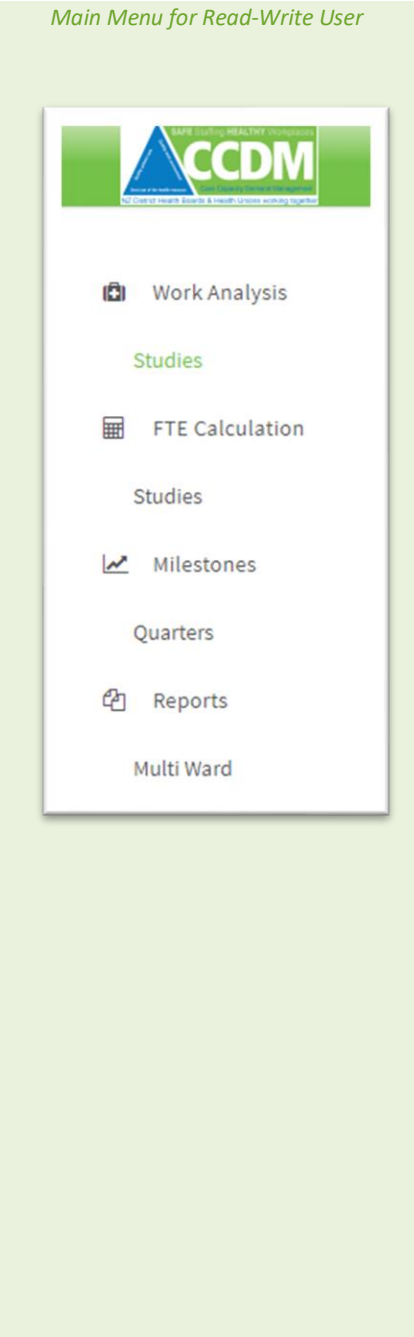 Main Menu for Read-Write User
SAFE Staffing HEALTHY Workplaces
CCDM
Care Capacity Demand Management
NZ District Health Boards & Health Unions working together
Work Analysis
Studies
FTE Calculation
Studies
Milestones
Quarters
Reports
Multi Ward